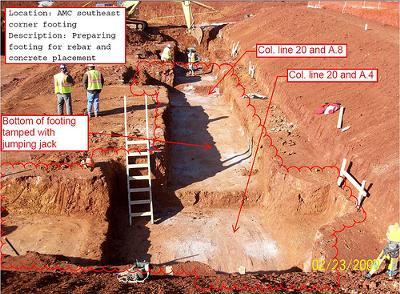 Location: AMC southeast
corner footing
Description: Preparing
footing for rebar and
concrete placement
Col. line 20 and A.8
Col. line 20 and A.4
Bottom of footing
tamped with
jumping jack